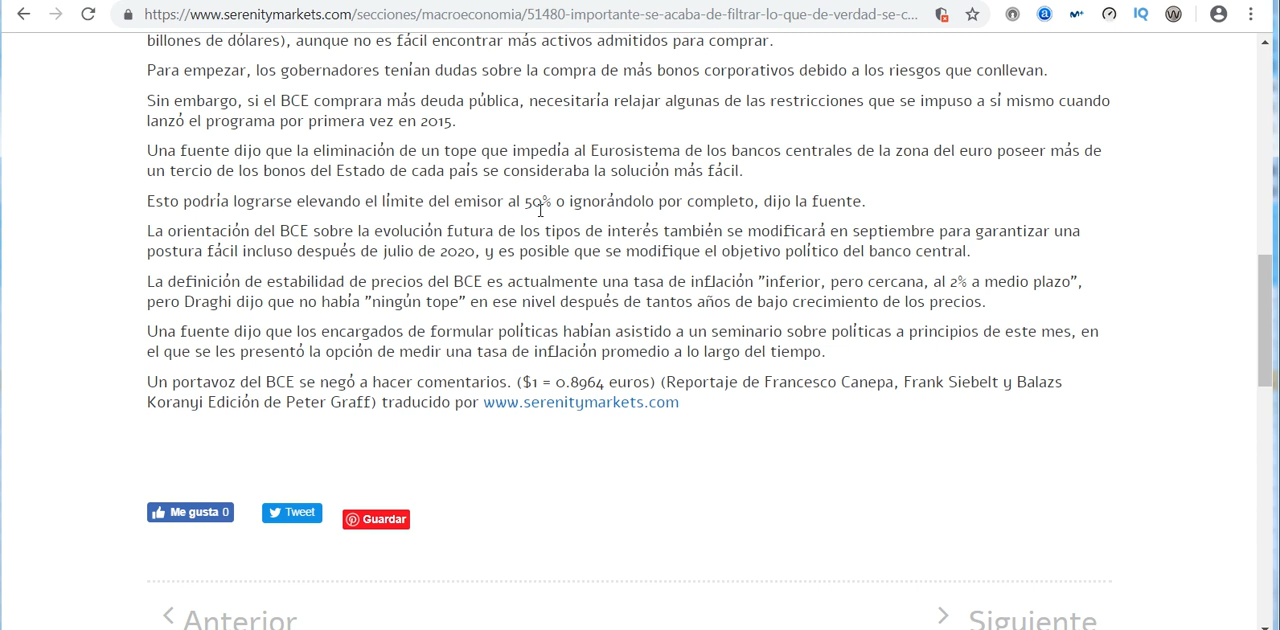 https://www.serenitymarkets.com/secciones/macroeconomia/51480-importante-se-acaba-de-filtrar-lo-que-de-verdad-se-c...
billones de dólares), aunque no es fácil encontrar más activos admitidos para comprar.
Para empezar, los gobernadores tenían dudas sobre la compra de más bonos corporativos debido a los riesgos que conllevan.
Sin embargo, si el BCE comprara más deuda pública, necesitaría relajar algunas de las restricciones que se impuso a sí mismo cuando
lanzó el programa por primera vez en 2015.
Una fuente dijo que la eliminación de un tope que impedía al Eurosistema de los bancos centrales de la zona del euro poseer más de
un tercio de los bonos del Estado de cada país se consideraba la solución más fácil.
Esto podría lograrse elevando el límite del emisor al 50% o ignorándolo por completo, dijo la fuente.
La orientación del BCE sobre la evolución futura de los tipos de interés también se modificará en septiembre para garantizar una
postura fácil incluso después de julio de 2020, y es posible que se modifique el objetivo político del banco central.
La definición de estabilidad de precios del BCE es actualmente una tasa de inflación "inferior, pero cercana, al 2% a medio plazo",
pero Draghi dijo que no había "ningún tope" en ese nivel después de tantos años de bajo crecimiento de los precios.
Una fuente dijo que los encargados de formular políticas habían asistido a un seminario sobre políticas a principios de este mes, en
el que se les presentó la opción de medir una tasa de inflación promedio a lo largo del tiempo.
Un portavoz del BCE se negó a hacer comentarios. ($1 = 0.8964 euros) (Reportaje de Francesco Canepa, Frank Siebelt y Balazs
Koranyi Edición de Peter Graff) traducido por www.serenitymarkets.com
Me gusta 0
Tweet
Guardar
Anterior
Siguiente